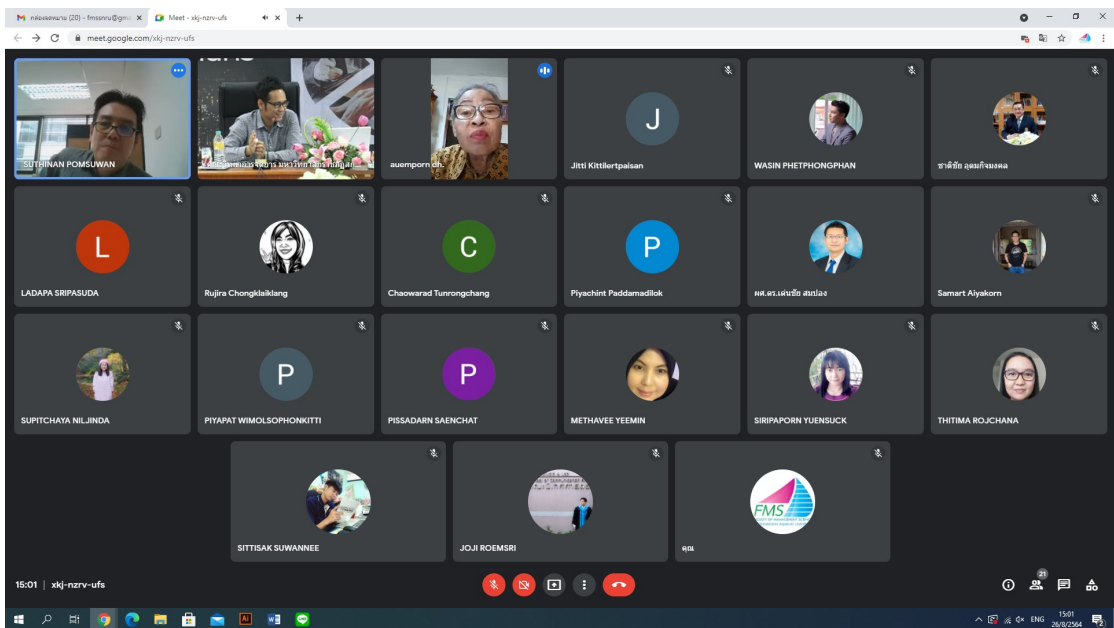 กล่องจดหมาย (20) - fmssnru@gma
Meet - xkj-nzrv-ufs
meet.google.com/xkj-nzrv-ufs
SUTHINAN POMSUWAN
auemporn dh.
J
Jitti Kittilertpaisan
WASIN PHETPHONGPHAN
ชาติชัย อุดมกิจมงคล
L
LADAPA SRIPASUDA
Rujira Chongklaiklang
C
Chaowarad Tunrongchang
P
Piyachint Paddamadilok
ผศ.ดร.เด่นชัย สมปอง
Samart Aiyakorn
SUPITCHAYA NILJINDA
P
PIYAPAT WIMOLSOPHONKITTI
P
PISSADARN SAENCHAT
METHAVEE YEEMIN
SIRIPAPORN YUENSUCK
THITIMA ROJCHANA
SITTISAK SUWANNEE
JOJI ROEMSRI
FMS
คุณ
15:01 | xkj-nzrv-ufs
21
Ai
ENG
15:01
26/8/2564